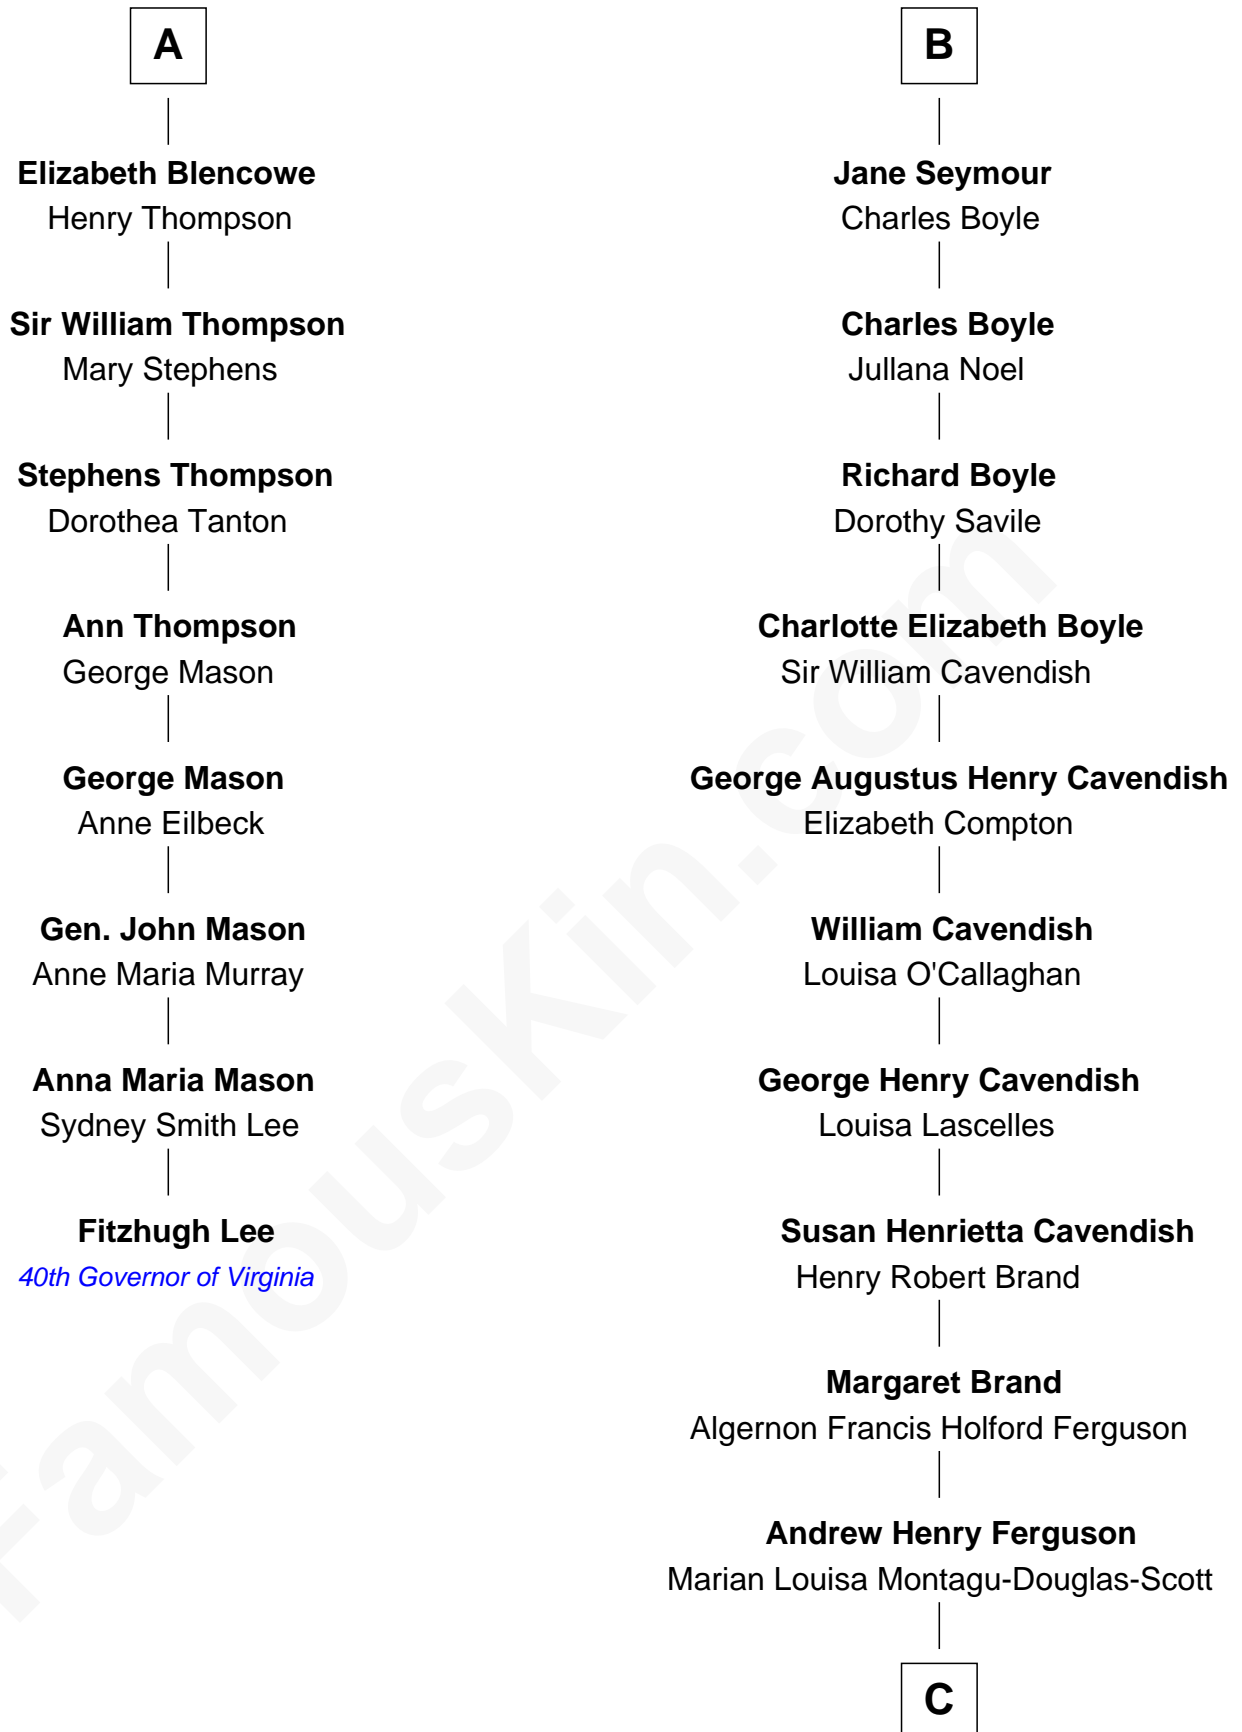 A
Elizabeth Blencowe
Henry Thompson
Sir William Thompson
Mary Stephens
Stephens Thompson
Dorothea Tanton
Ann Thompson
George Mason
George Mason
Anne Eilbeck
Gen. John Mason
Anne Maria Murray
Anna Maria Mason
Sydney Smith Lee
Fitzhugh Lee
40th Governor of Virginia
B
Jane Seymour
Charles Boyle
Charles Boyle
Jullana Noel
Richard Boyle
Dorothy Savile
Charlotte Elizabeth Boyle
Sir William Cavendish
George Augustus Henry Cavendish
Elizabeth Compton
William Cavendish
Louisa O'Callaghan
George Henry Cavendish
Louisa Lascelles
Susan Henrietta Cavendish
Henry Robert Brand
Margaret Brand
Algernon Francis Holford Ferguson
Andrew Henry Ferguson
Marian Louisa Montagu-Douglas-Scott
C
FamousKin.com